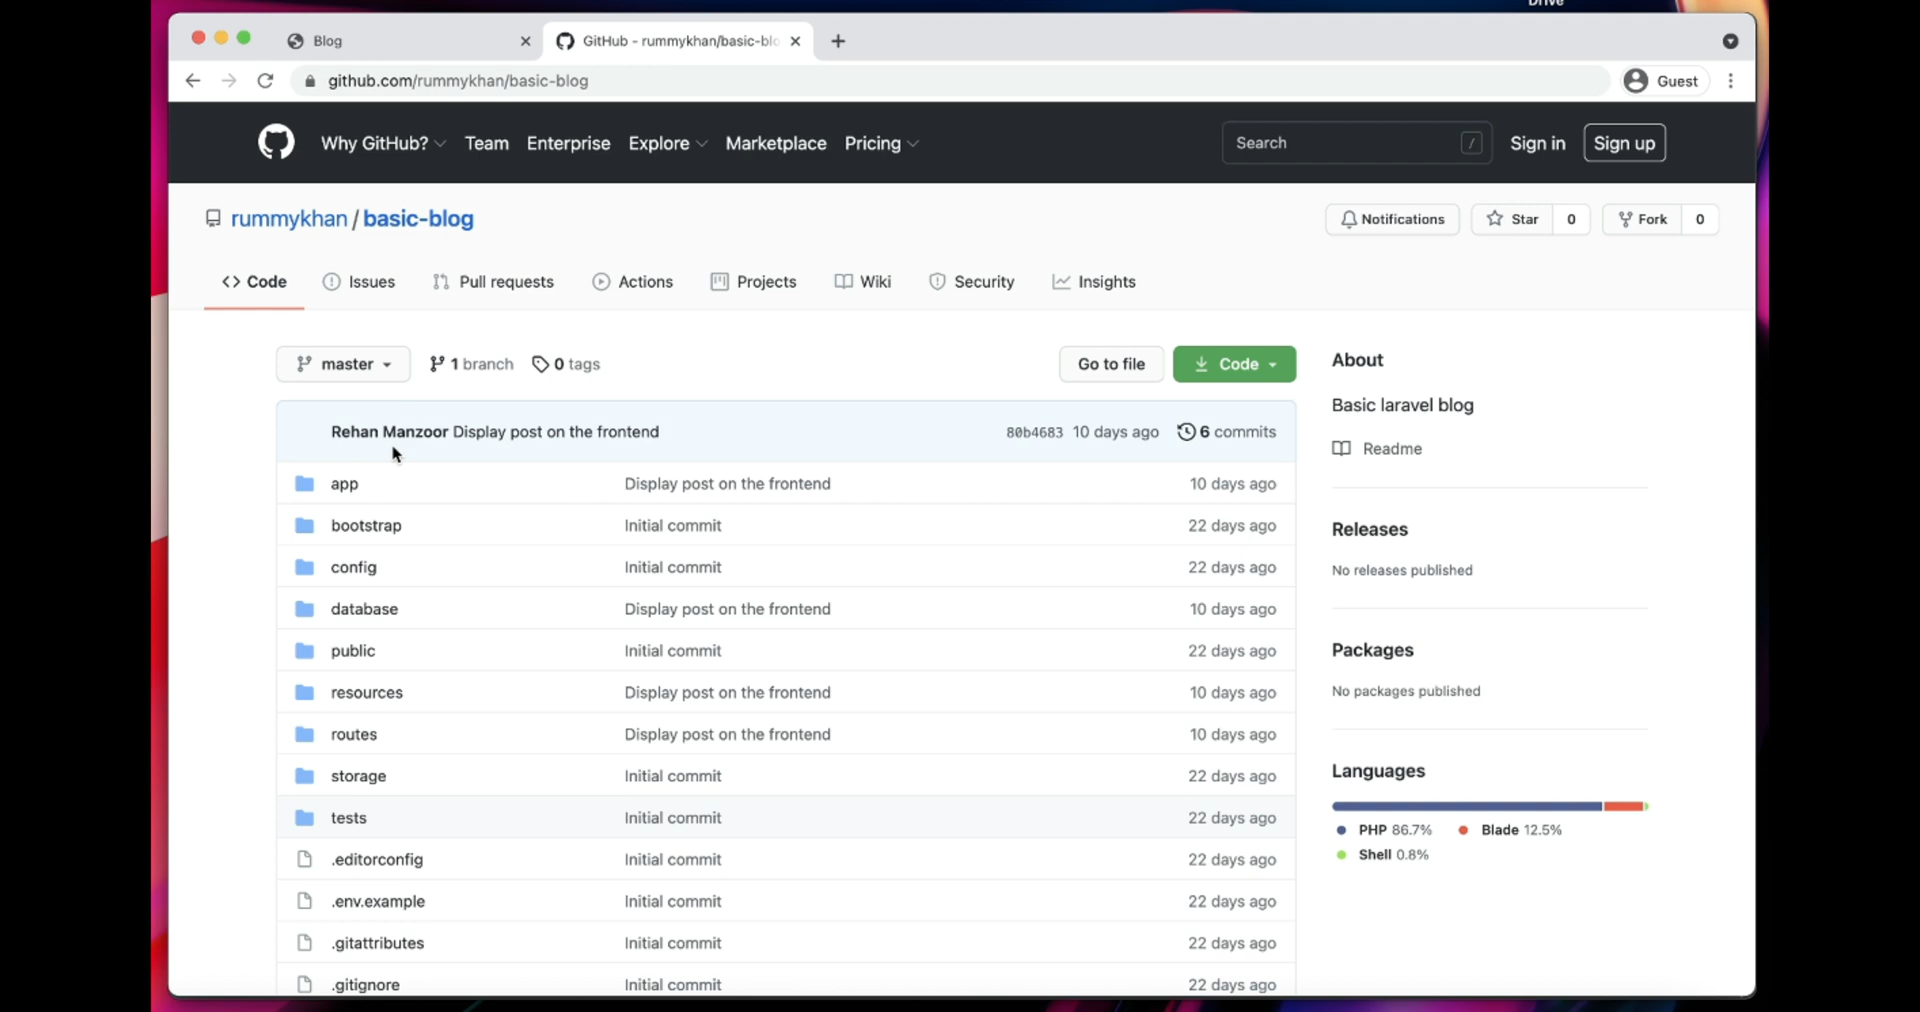 Drive
Blog
GitHub - rummykhan/basic-blo
github.com/rummykhan/basic-blog
Guest
Why GitHub? Team Enterprise Explore Marketplace Pricing
Search /
Sign in
Sign up
rummykhan / basic-blog
Notifications
Star 0
Fork 0
<> Code Issues Pull requests Actions Projects Wiki Security Insights
master 1 branch 0 tags
Go to file
Code
Rehan Manzoor Display post on the frontend 80b4683 10 days ago 6 commits
app Display post on the frontend 10 days ago
bootstrap Initial commit 22 days ago
config Initial commit 22 days ago
database Display post on the frontend 10 days ago
public Initial commit 22 days ago
resources Display post on the frontend 10 days ago
routes Display post on the frontend 10 days ago
storage Initial commit 22 days ago
tests Initial commit 22 days ago
.editorconfig Initial commit 22 days ago
.env.example Initial commit 22 days ago
.gitattributes Initial commit 22 days ago
.gitignore Initial commit 22 days ago
About
Basic laravel blog
Readme
Releases
No releases published
Packages
No packages published
Languages
PHP 86.7% Blade 12.5%
Shell 0.8%